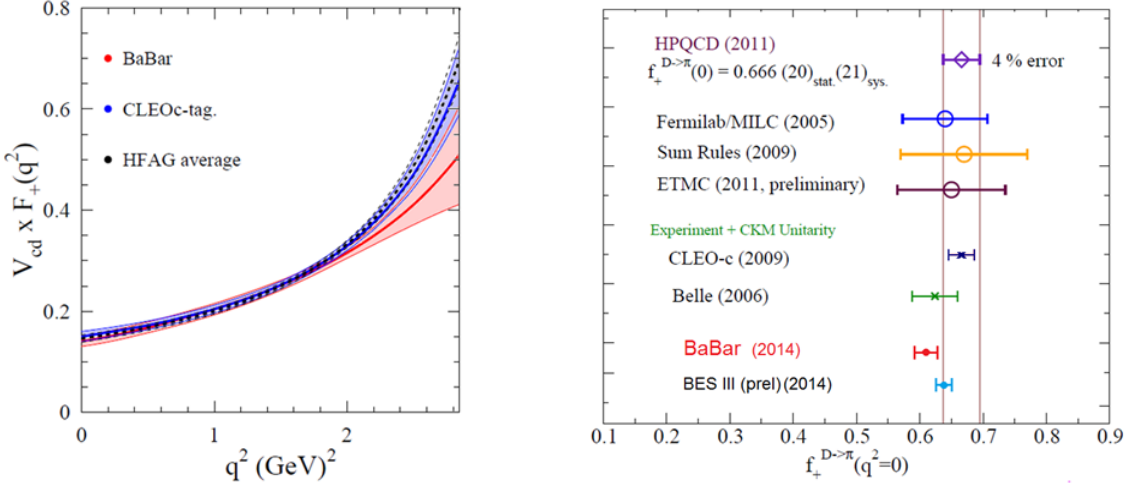 0.8
0.6
0.4
0.2
0
V_cd x F_+(q^2)
BaBar
CLEOc-tag.
HFAG average
0
1
2
q^2 (GeV)^2
HPQCD (2011)
f_+^{D->π}(0) = 0.666 (20)_stat.(21)_sys.
4 % error
Fermilab/MILC (2005)
Sum Rules (2009)
ETMC (2011, preliminary)
Experiment + CKM Unitarity
CLEO-c (2009)
Belle (2006)
BaBar (2014)
BES III (prel) (2014)
0.1 0.2 0.3 0.4 0.5 0.6 0.7 0.8 0.9
f_+^{D->π}(q^2=0)